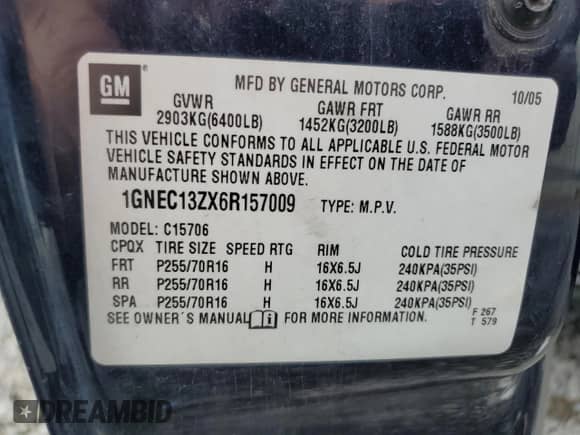 GM
MFD BY GENERAL MOTORS CORP. 10/05
GVWR GAWR FRT GAWR RR
2903KG(6400LB) 1452KG(3200LB) 1588KG(3500LB)
THIS VEHICLE CONFORMS TO ALL APPLICABLE U.S. FEDERAL MOTOR
VEHICLE SAFETY STANDARDS IN EFFECT ON THE DATE OF
MANUFACTURE SHOWN ABOVE.
1GNEC13ZX6R157009 TYPE: M.P.V.
MODEL: C15706
CPQX TIRE SIZE SPEED RTG RIM COLD TIRE PRESSURE
FRT P255/70R16 H 16X6.5J 240KPA(35PSI)
RR P255/70R16 H 16X6.5J 240KPA(35PSI)
SPA P255/70R16 H 16X6.5J 240KPA(35PSI)
SEE OWNER'S MANUAL i FOR MORE INFORMATION. F 267
T 579
DREAMBID